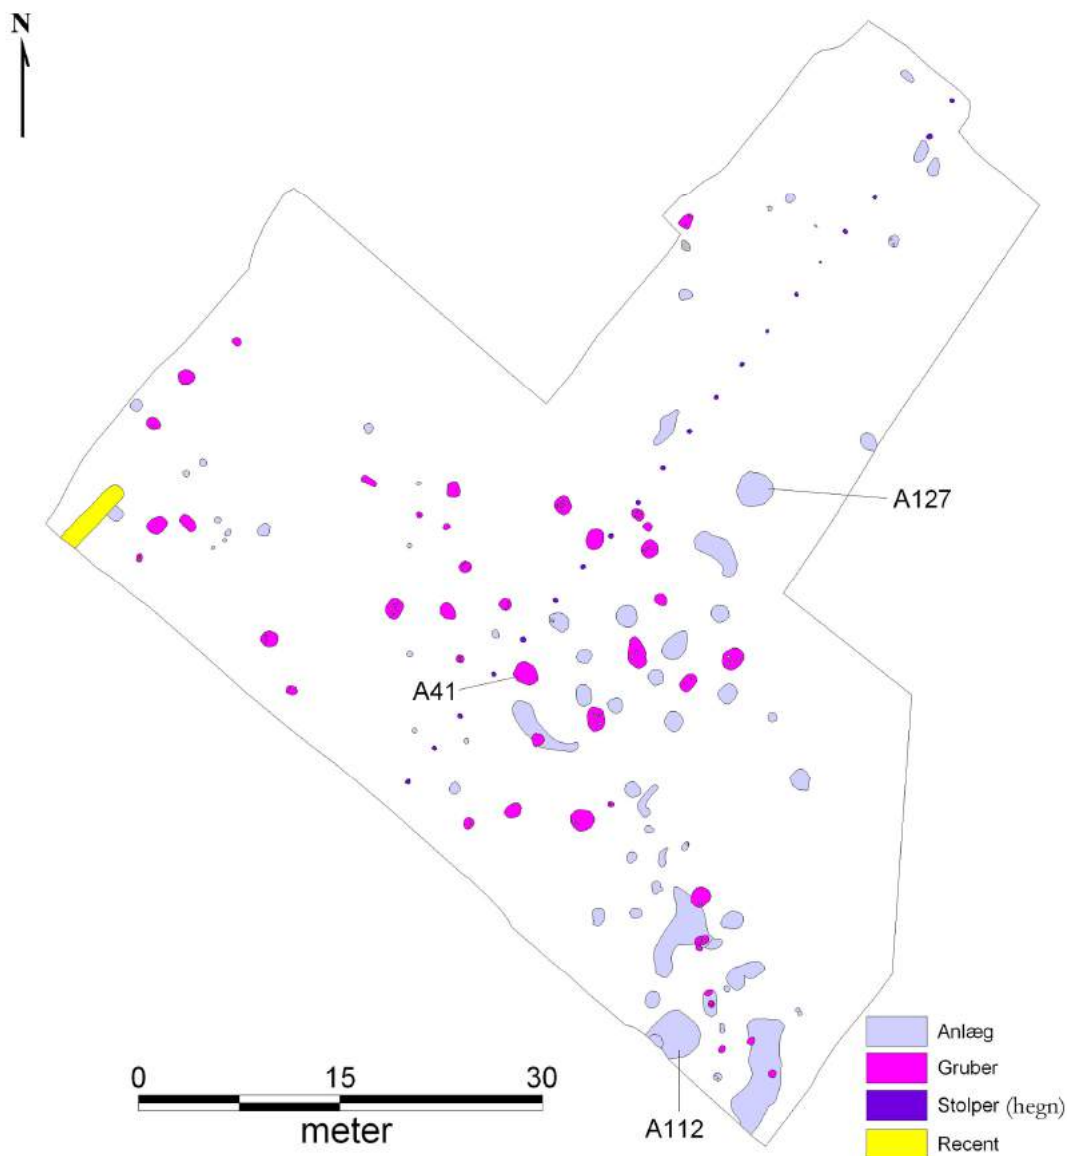 N
A127
A41
0 15 30
meter
A112
Anlæg
Gruber
Stolper (hegn)
Recent